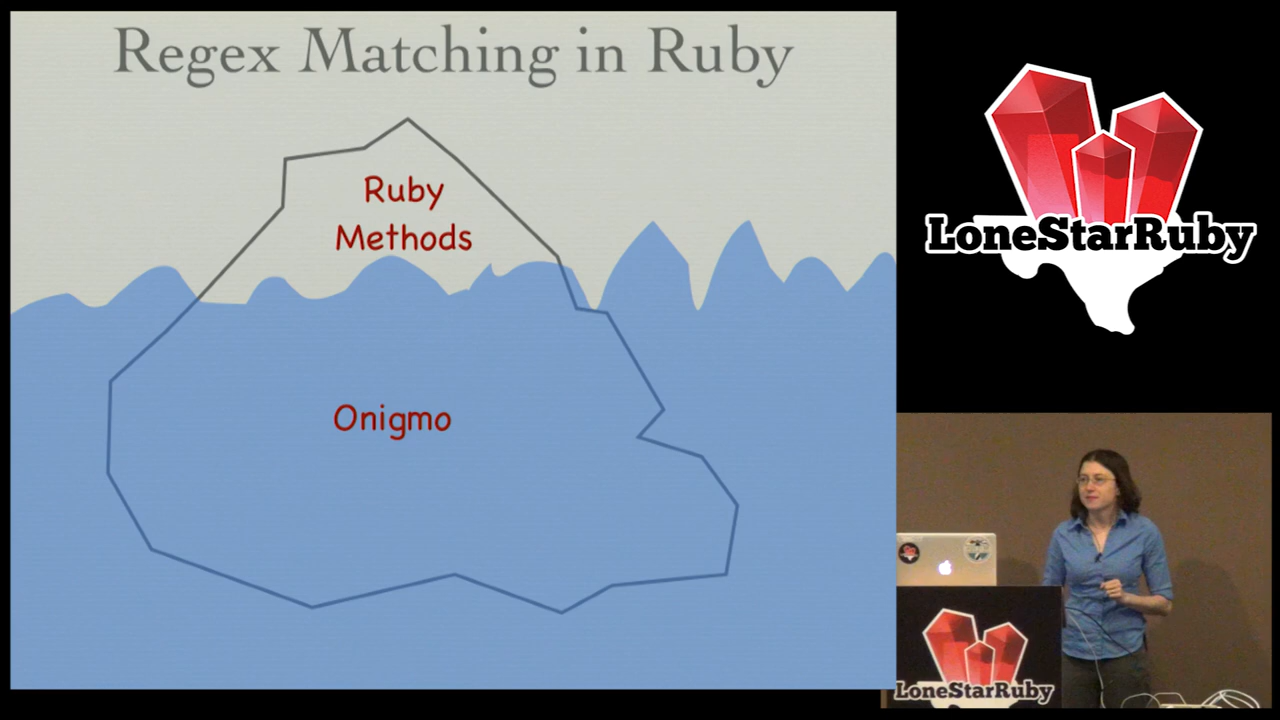 Regex Matching in Ruby
Ruby
Methods
Onigmo
LoneStarRuby
LoneStarRuby